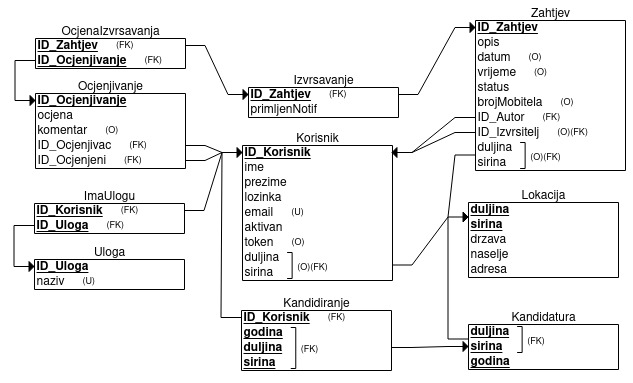 OcjenaIzvrsavanja
ID_Zahtjev (FK)
ID_Ocjenjivanje (FK)
Ocjenjivanje
ID_Ocjenjivanje
ocjena
komentar (O)
ID_Ocjenjivac (FK)
ID_Ocjenjeni (FK)
ImaUlogu
ID_Korisnik (FK)
ID_Uloga (FK)
Uloga
ID_Uloga
naziv (U)
Izvrsavanje
ID_Zahtjev (FK)
primljenNotif
Korisnik
ID_Korisnik
ime
prezime
lozinka
email (U)
aktivan
token (O)
duljina
sirina (O)(FK)
Kandidiranje
ID_Korisnik (FK)
godina
duljina (FK)
sirina
Zahtjev
ID_Zahtjev
opis
datum (O)
vrijeme (O)
status
brojMobitela (O)
ID_Autor (FK)
ID_Izvrsitelj (O)(FK)
duljina
sirina (O)(FK)
Lokacija
duljina
sirina
drzava
naselje
adresa
Kandidatura
duljina
sirina (FK)
godina